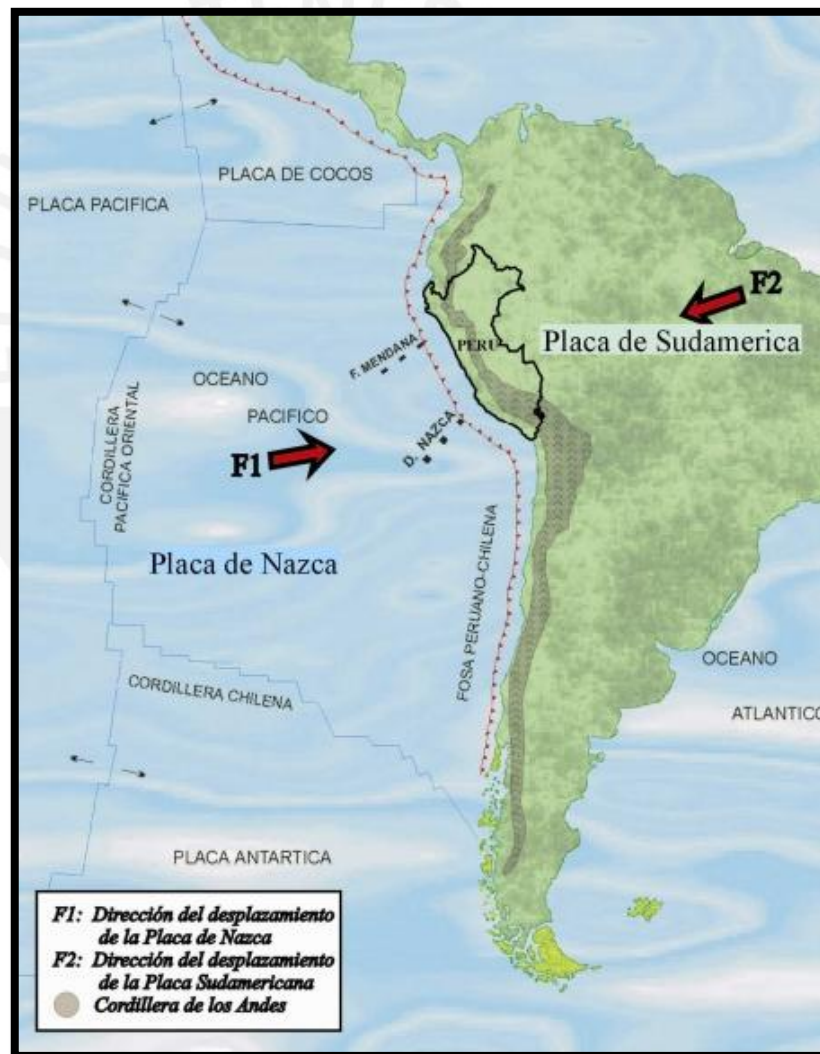 PLACA DE COCOS
PLACA PACIFICA
F2
Placa de Sudamerica
PERU
F. MENDANA
OCEANO
PACIFICO
D. NAZCA
CORDILLERA
PACIFICA ORIENTAL
F1
Placa de Nazca
FOSA PERUANO-CHILENA
OCEANO
ATLANTICO
CORDILLERA CHILENA
PLACA ANTARTICA
F1: Dirección del desplazamiento
de la Placa de Nazca
F2: Dirección del desplazamiento
de la Placa Sudamericana
Cordillera de los Andes